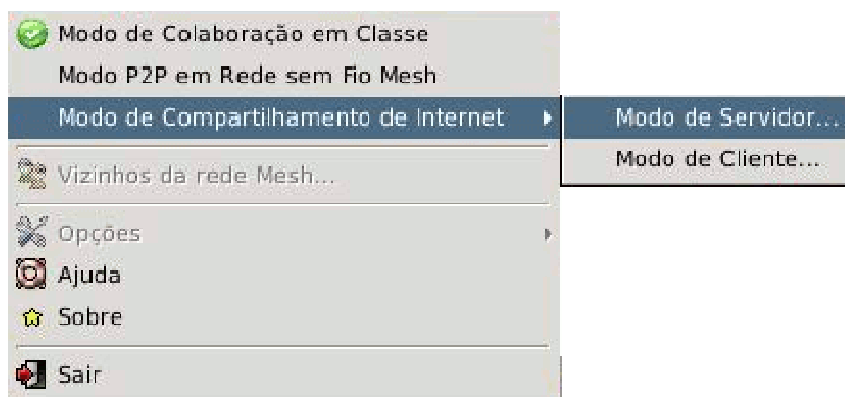 Modo de Colaboração em Classe
Modo P2P em Rede sem Fio Mesh
Modo de Compartilhamento de Internet
Modo de Servidor...
Modo de Cliente...
Vizinhos da rede Mesh...
Opções
Ajuda
Sobre
Sair